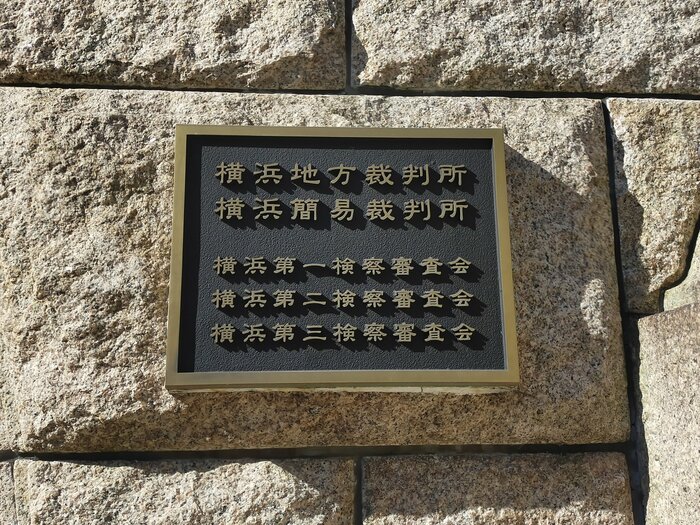 横浜地方裁判所
横浜簡易裁判所
横浜第一検察審査会
横浜第二検察審査会
横浜第三検察審査会